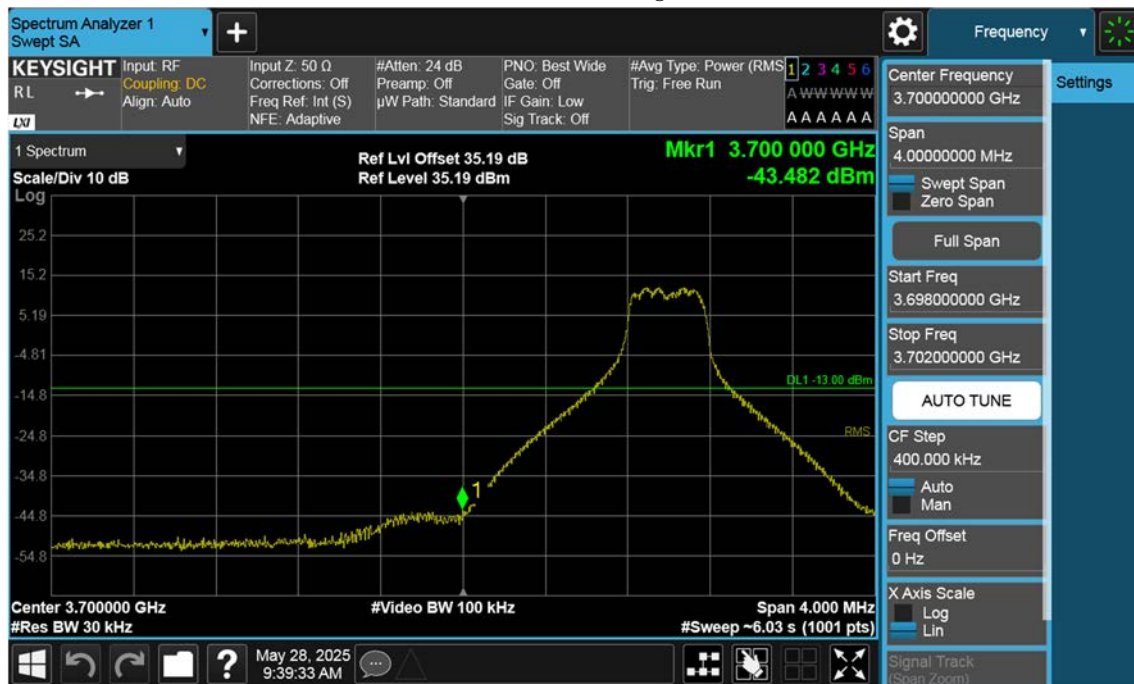 Spectrum Analyzer 1
Swept SA
+
Frequency
KEYSIGHT
RL
LXI
Input: RF
Coupling: DC
Align: Auto
Input Z: 50 Ω
Corrections: Off
Freq Ref: Int (S)
NFE: Adaptive
#Atten: 24 dB
Preamp: Off
µW Path: Standard
PNO: Best Wide
Gate: Off
IF Gain: Low
Sig Track: Off
#Avg Type: Power (RMS
Trig: Free Run
1 2 3 4 5 6
A W W W W W
A A A A A A
1 Spectrum
Scale/Div 10 dB
Log
Ref Lvl Offset 35.19 dB
Ref Level 35.19 dBm
Mkr1 3.700 000 GHz
-43.482 dBm
25.2
15.2
5.19
-4.81
-14.8
-24.8
-34.8
-44.8
-54.8
DL1 -13.00 dBm
RMS
1
Center 3.700000 GHz
#Res BW 30 kHz
#Video BW 100 kHz
Span 4.000 MHz
#Sweep ~6.03 s (1001 pts)
?
May 28, 2025
9:39:33 AM
Center Frequency
3.700000000 GHz
Span
4.00000000 MHz
Swept Span
Zero Span
Full Span
Start Freq
3.698000000 GHz
Stop Freq
3.702000000 GHz
AUTO TUNE
CF Step
400.000 kHz
Auto
Man
Freq Offset
0 Hz
X Axis Scale
Log
Lin
Signal Track
(Span Zoom)
Settings